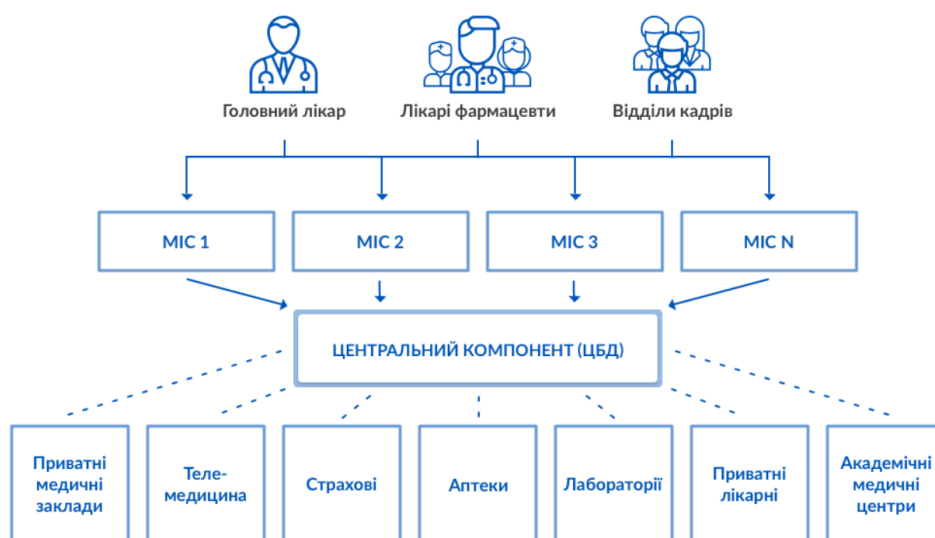 Головний лікар
Лікарі фармацевти
Відділи кадрів
МІС 1
МІС 2
МІС 3
МІС N
ЦЕНТРАЛЬНИЙ КОМПОНЕНТ (ЦБД)
Приватні
медичні
заклади
Теле-
медицина
Страхові
Аптеки
Лабораторії
Приватні
лікарні
Академічні
медичні
центри